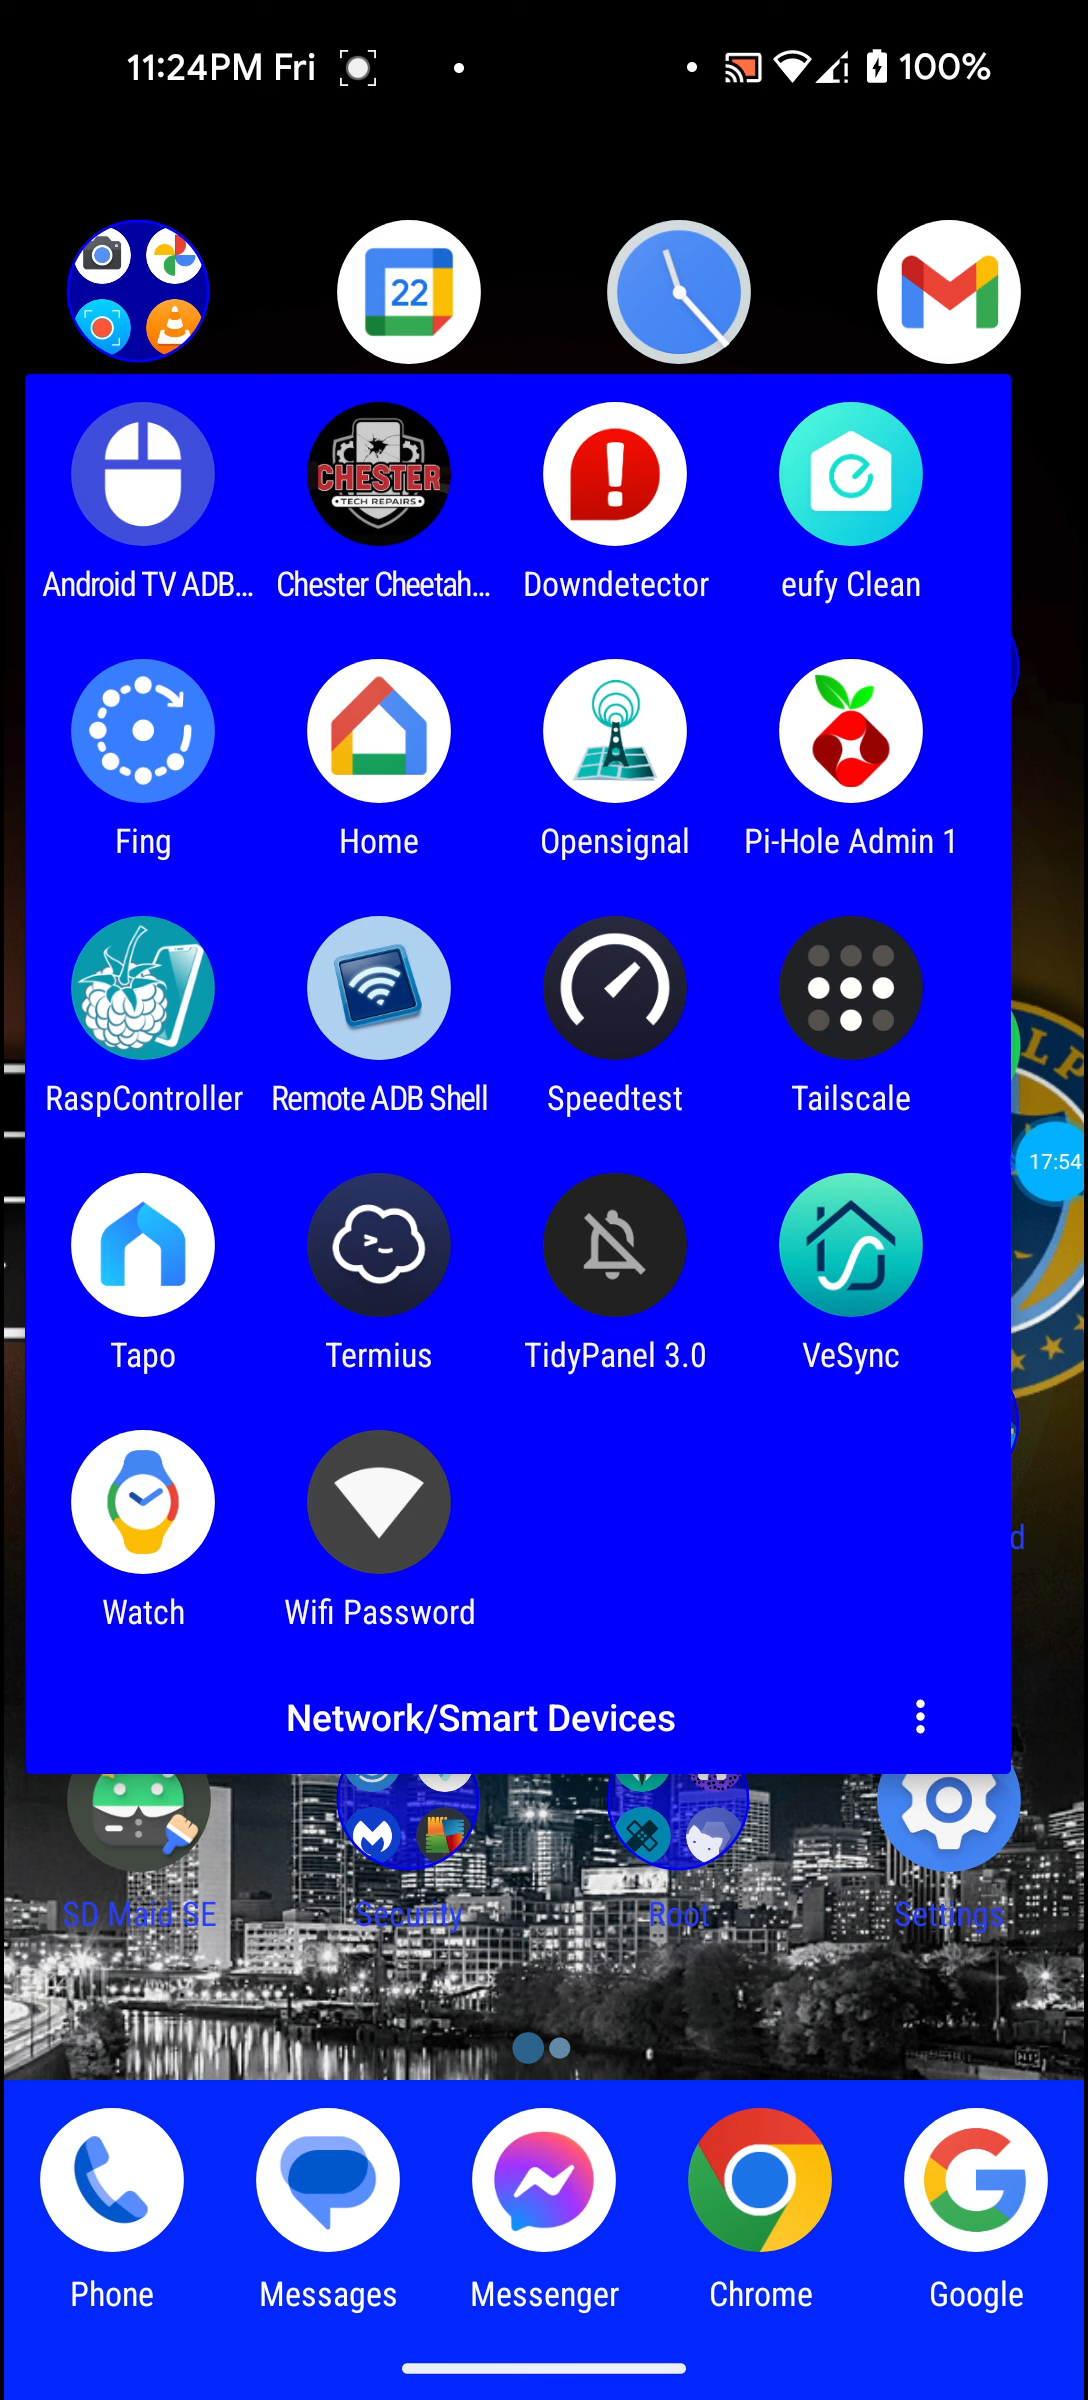 11:24PM Fri 100%
22
Android TV ADB... Chester Cheetah... Downdetector eufy Clean
CHESTER
TECH REPAIRS
Fing Home Opensignal Pi-Hole Admin 1
RaspController Remote ADB Shell Speedtest Tailscale
LP
17:54
Tapo Termius TidyPanel 3.0 VeSync
d
Watch Wifi Password
Network/Smart Devices
SD Maid SE Security Root Settings
Phone Messages Messenger Chrome Google